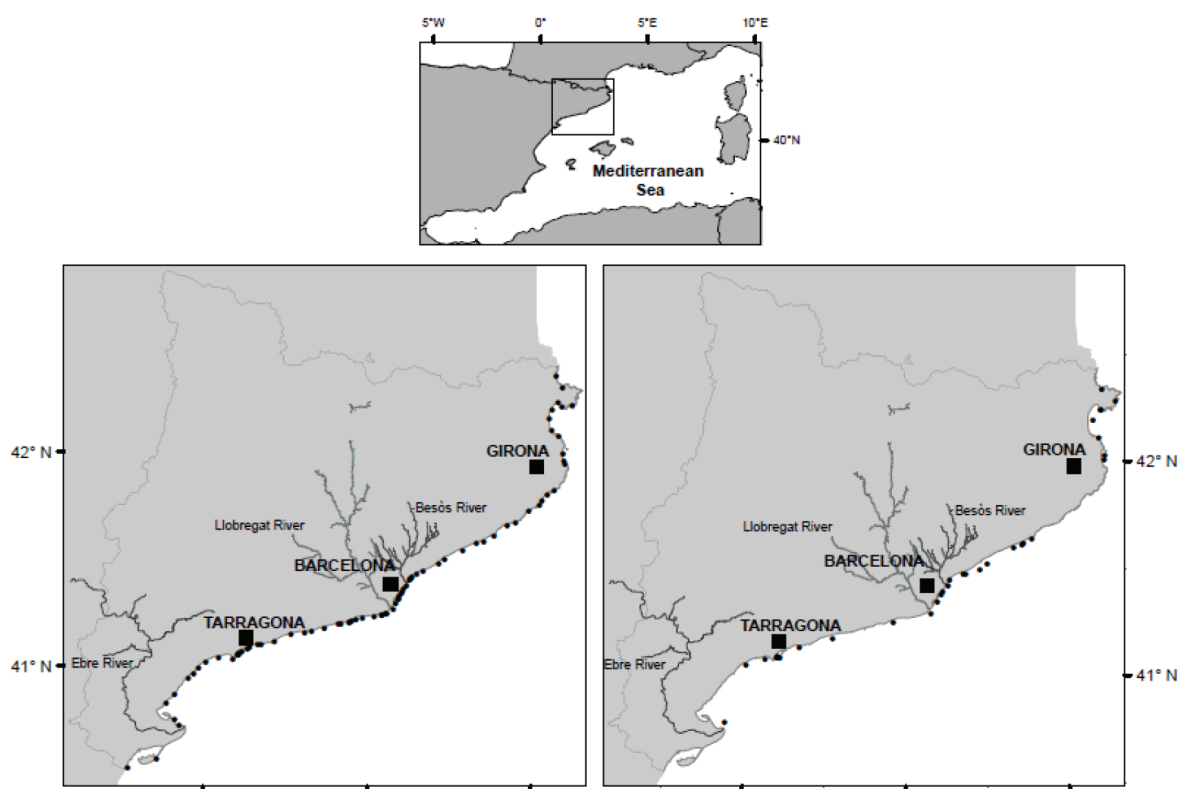 5°W 0° 5°E 10°E
40°N
Mediterranean
Sea
42° N
GIRONA
Besòs River
Llobregat River
BARCELONA
TARRAGONA
Ebre River
41° N
GIRONA
42° N
Besòs River
Llobregat River
BARCELONA
TARRAGONA
Ebre River
41° N